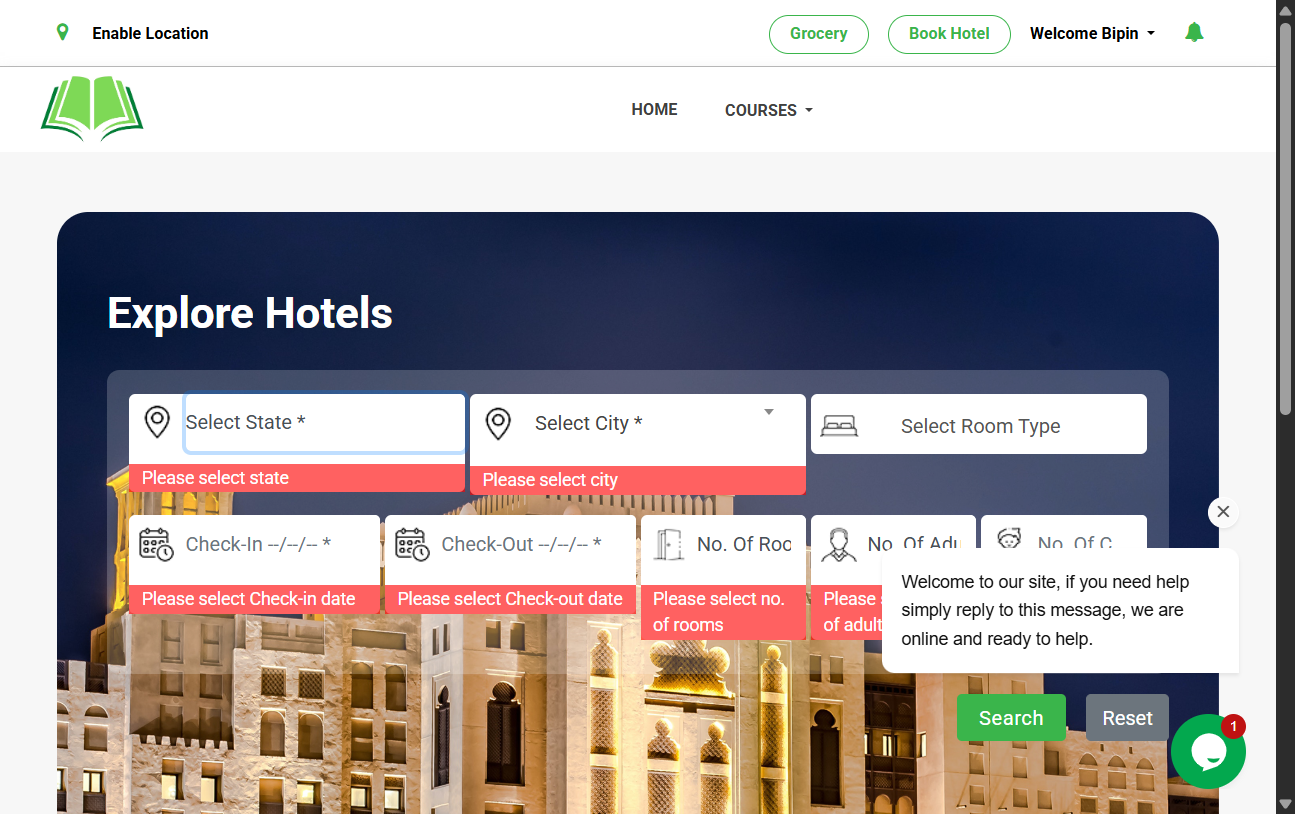 Enable Location
Grocery
Book Hotel
Welcome Bipin
HOME
COURSES
Explore Hotels
Select State *
Select City *
Select Room Type
Please select state
Please select city
Check-In --/--/-- *
Check-Out --/--/-- *
No. Of Roo
No. Of Adu
No. Of C
Please select Check-in date
Please select Check-out date
Please select no.
of rooms
Please
of adult
Welcome to our site, if you need help
simply reply to this message, we are
online and ready to help.
Search
Reset
1